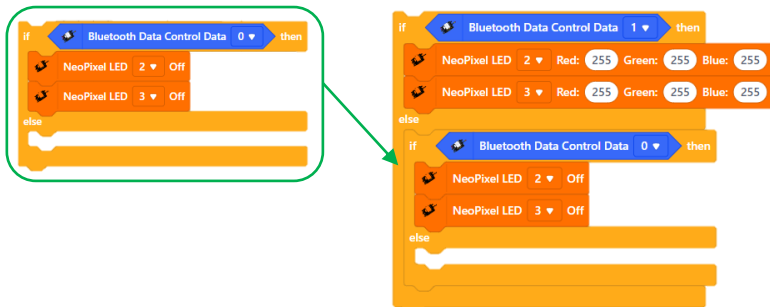 if Bluetooth Data Control Data 0 ▼ then
NeoPixel LED 2 ▼ Off
NeoPixel LED 3 ▼ Off
else
if Bluetooth Data Control Data 1 ▼ then
NeoPixel LED 2 ▼ Red: 255 Green: 255 Blue: 255
NeoPixel LED 3 ▼ Red: 255 Green: 255 Blue: 255
else
if Bluetooth Data Control Data 0 ▼ then
NeoPixel LED 2 ▼ Off
NeoPixel LED 3 ▼ Off
else